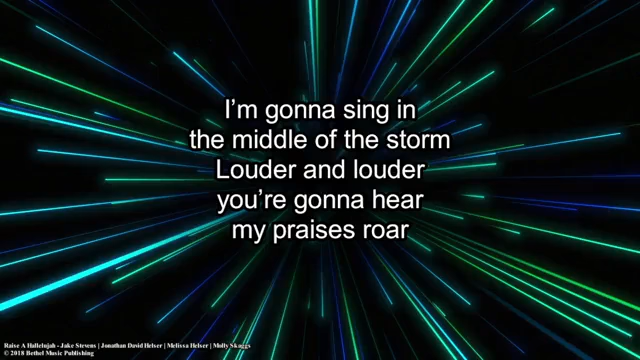 I'm gonna sing in
the middle of the storm
Louder and louder
you're gonna hear
my praises roar
Raise A Hallelujah - Jake Stevens | Jonathan David Helser | Melissa Helser | Molly Skaggs
© 2018 Bethel Music Publishing